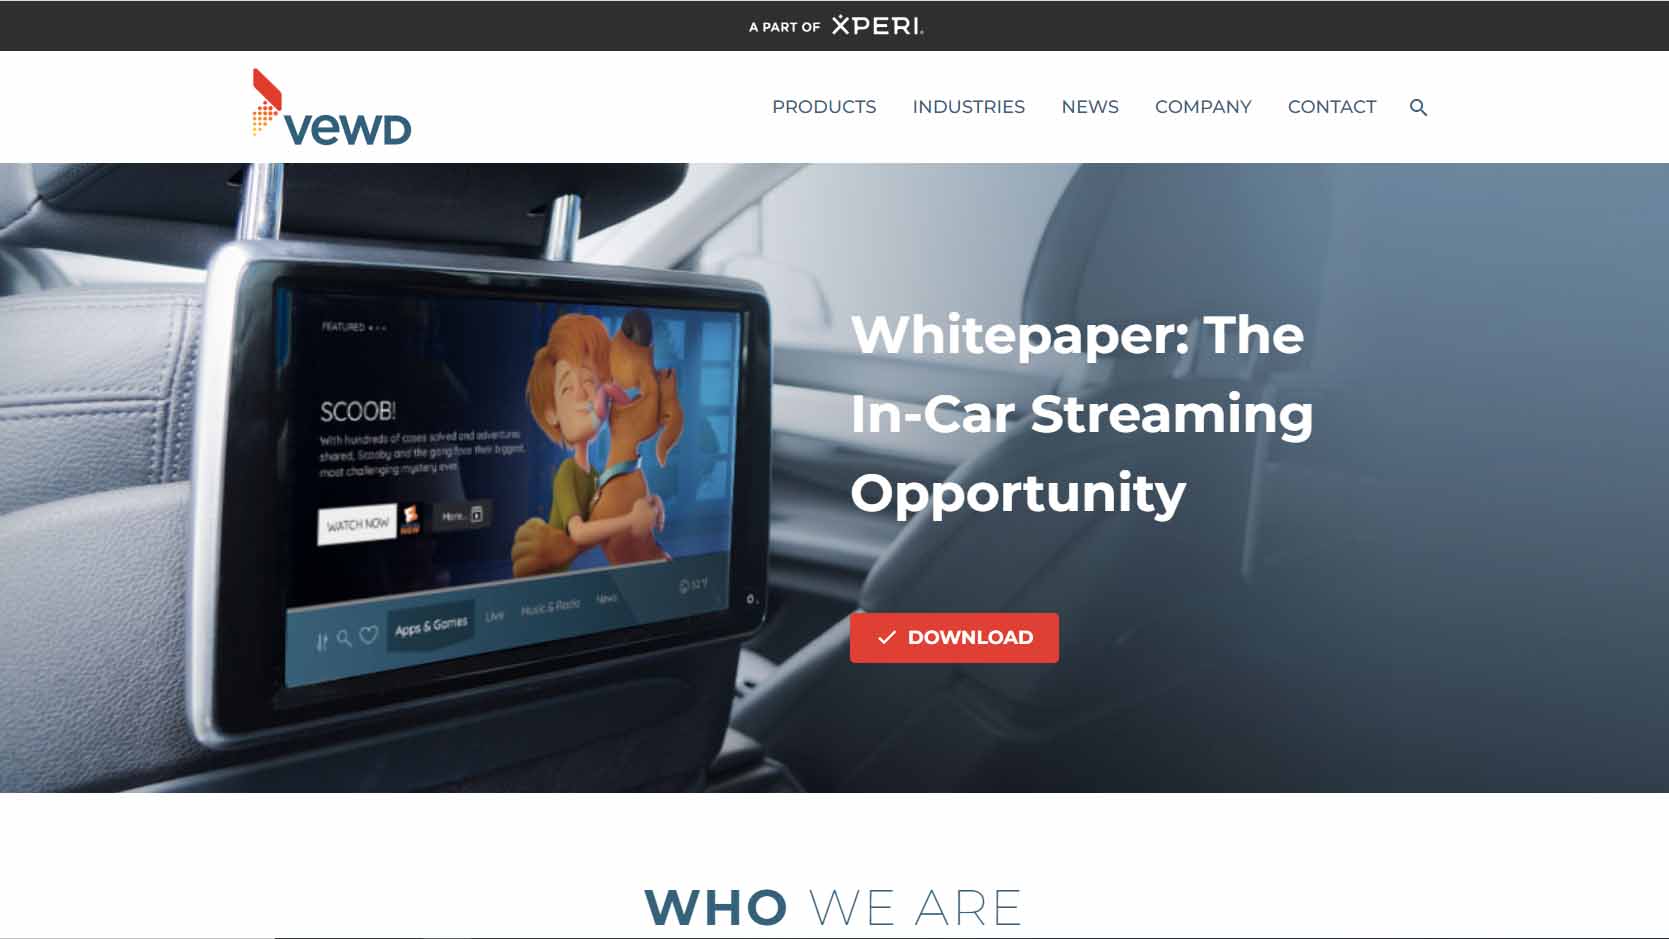 A PART OF XPERI.
vewd
PRODUCTS INDUSTRIES NEWS COMPANY CONTACT
FEATURED
SCOOB!
With hundreds of cases solved and adventures
shared, Scooby and the gang face their biggest,
most challenging mystery ever.
WATCH NOW
NOW
More...
Apps & Games Live Music & Radio News
52°F
Whitepaper: The
In-Car Streaming
Opportunity
DOWNLOAD
WHO WE ARE